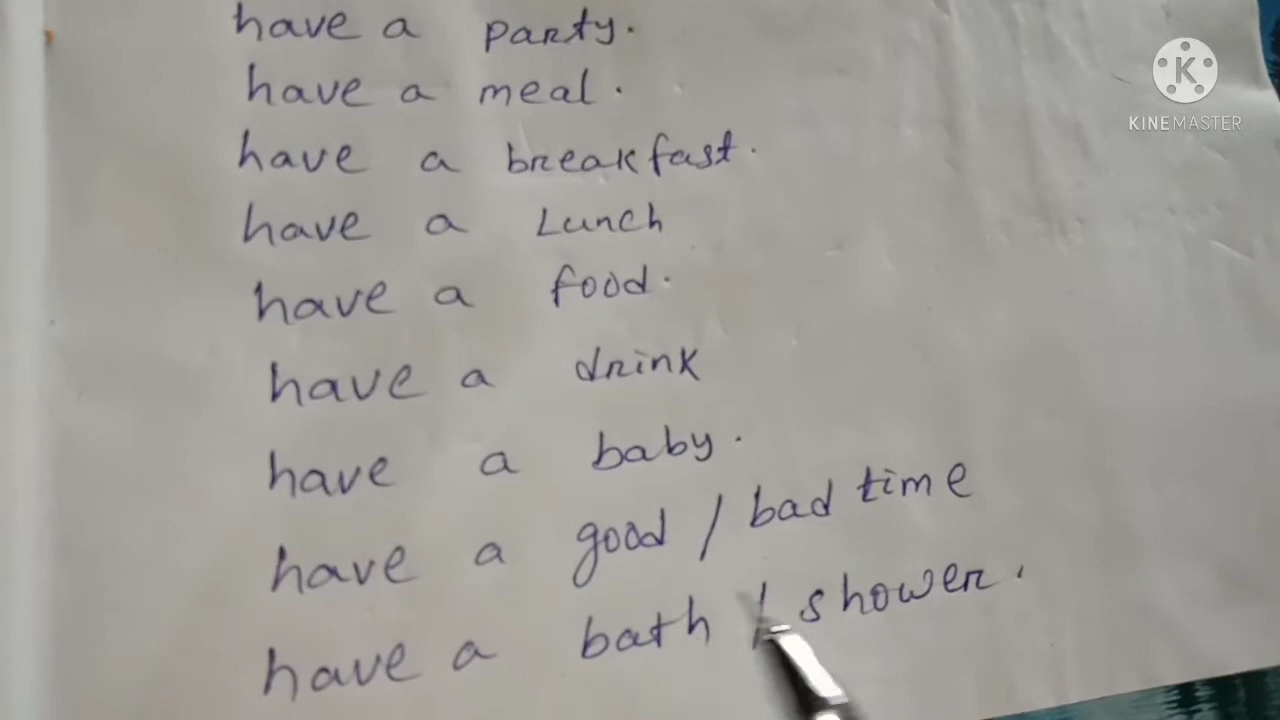 have a party.
K
KINEMASTER
have a meal.
have a breakfast.
have a Lunch
have a food.
have a drink
have a baby.
have a good / bad time
have a bath / shower.